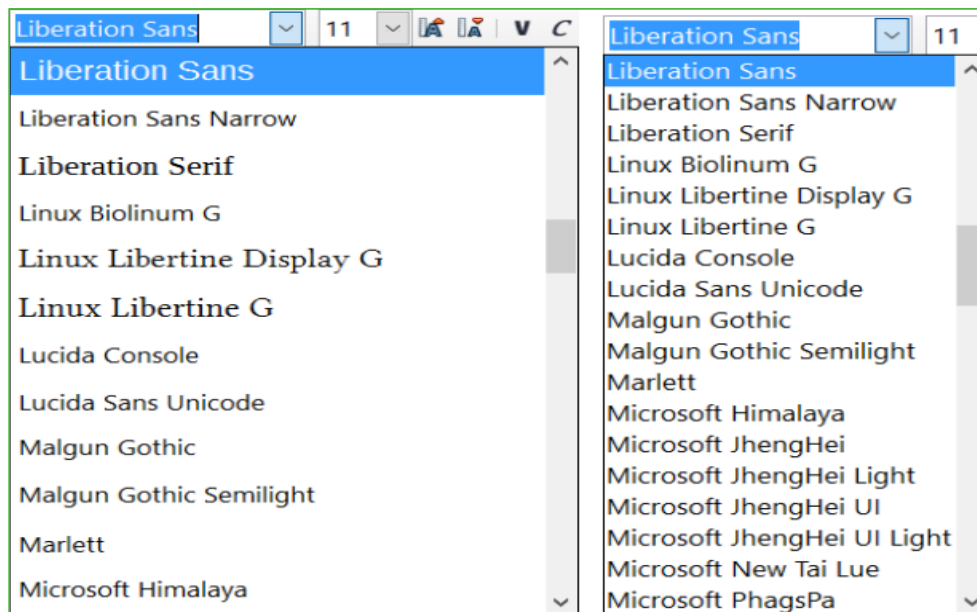 Liberation Sans 11 V C
Liberation Sans
Liberation Sans Narrow
Liberation Serif
Linux Biolinum G
Linux Libertine Display G
Linux Libertine G
Lucida Console
Lucida Sans Unicode
Malgun Gothic
Malgun Gothic Semilight
Marlett
Microsoft Himalaya
Liberation Sans 11
Liberation Sans
Liberation Sans Narrow
Liberation Serif
Linux Biolinum G
Linux Libertine Display G
Linux Libertine G
Lucida Console
Lucida Sans Unicode
Malgun Gothic
Malgun Gothic Semilight
Marlett
Microsoft Himalaya
Microsoft JhengHei
Microsoft JhengHei Light
Microsoft JhengHei UI
Microsoft JhengHei UI Light
Microsoft New Tai Lue
Microsoft PhagsPa